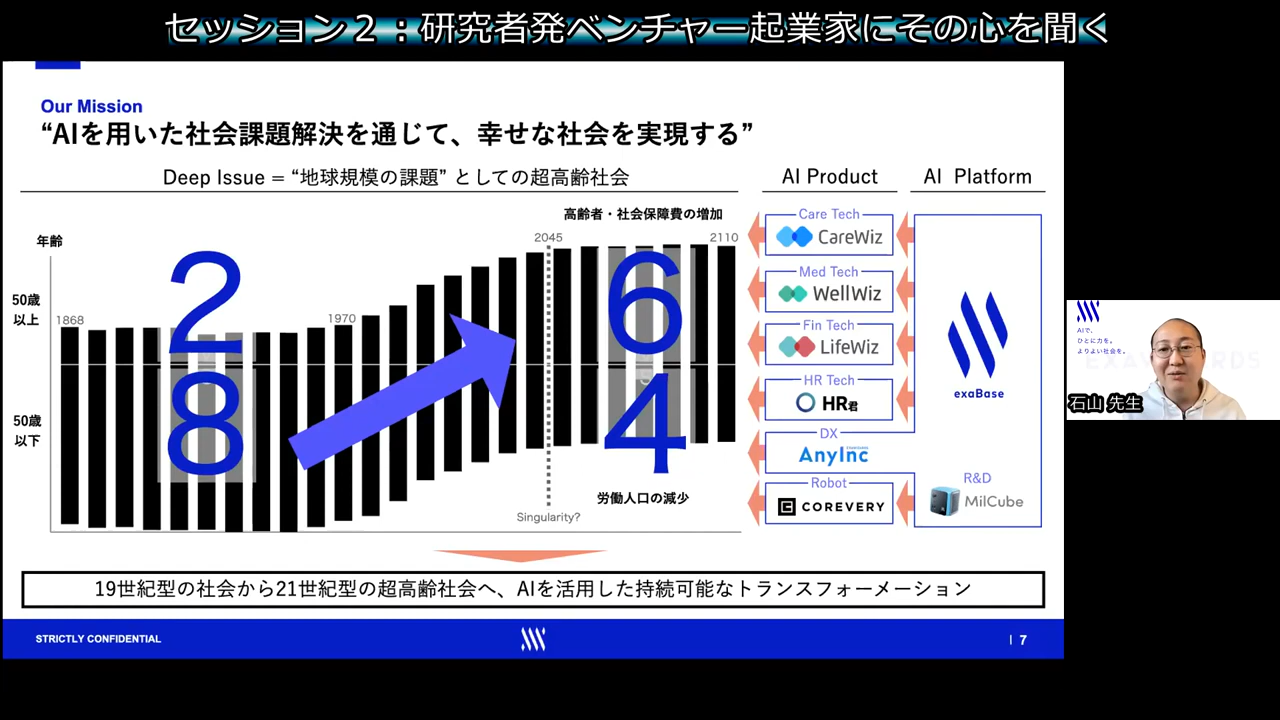 セッション２：研究者発ベンチャー起業家にその心を聞く
Our Mission
“AIを用いた社会課題解決を通じて、幸せな社会を実現する”
Deep Issue = “地球規模の課題” としての超高齢社会
AI Product
AI Platform
高齢者・社会保障費の増加
年齢
2045
2110
50歳
以上
1868
1970
2
6
50歳
以下
8
4
労働人口の減少
Singularity?
Care Tech
CareWiz
Med Tech
WellWiz
Fin Tech
LifeWiz
HR Tech
HR君
DX
AnyInc
Robot
COREVERY
exaBase
R&D
MilCube
19世紀型の社会から21世紀型の超高齢社会へ、AIを活用した持続可能なトランスフォーメーション
STRICTLY CONFIDENTIAL
| 7
AIで、
ひとに力を。
よりよい社会を。
石山 先生